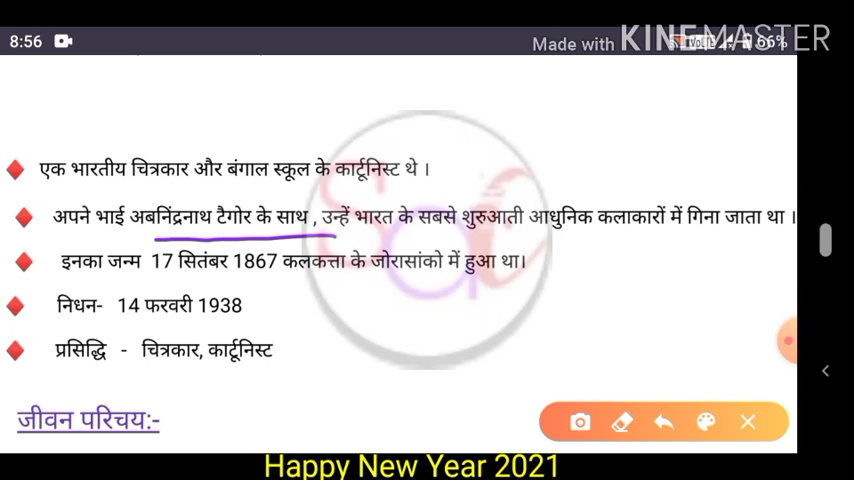 8:56
Made with KINEMASTER
66%
एक भारतीय चित्रकार और बंगाल स्कूल के कार्टूनिस्ट थे ।
अपने भाई अबनिंद्रनाथ टैगोर के साथ , उन्हें भारत के सबसे शुरुआती आधुनिक कलाकारों में गिना जाता था ।
इनका जन्म 17 सितंबर 1867 कलकत्ता के जोरासांको में हुआ था।
निधन- 14 फरवरी 1938
प्रसिद्धि - चित्रकार, कार्टूनिस्ट
जीवन परिचय:-
Happy New Year 2021